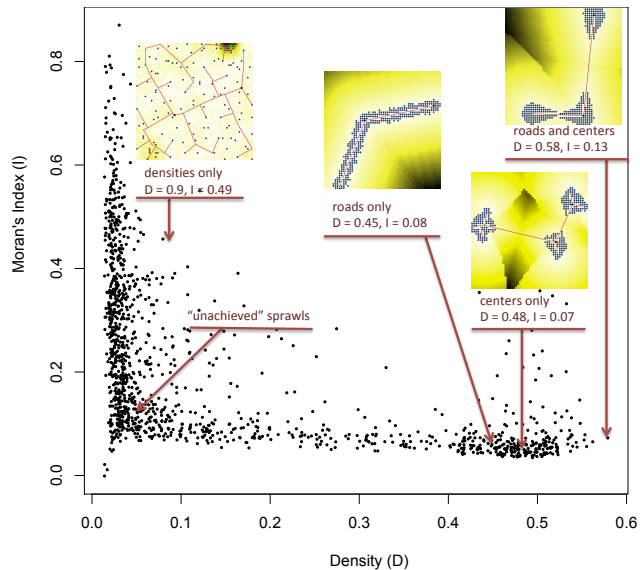 roads and centers
D = 0.58, I = 0.13
densities only
D = 0.9, I = 0.49
roads only
D = 0.45, I = 0.08
centers only
D = 0.48, I = 0.07
“unachieved” sprawls
Moran's Index (I)
0.8
0.6
0.4
0.2
0.0
0.0 0.1 0.2 0.3 0.4 0.5 0.6
Density (D)